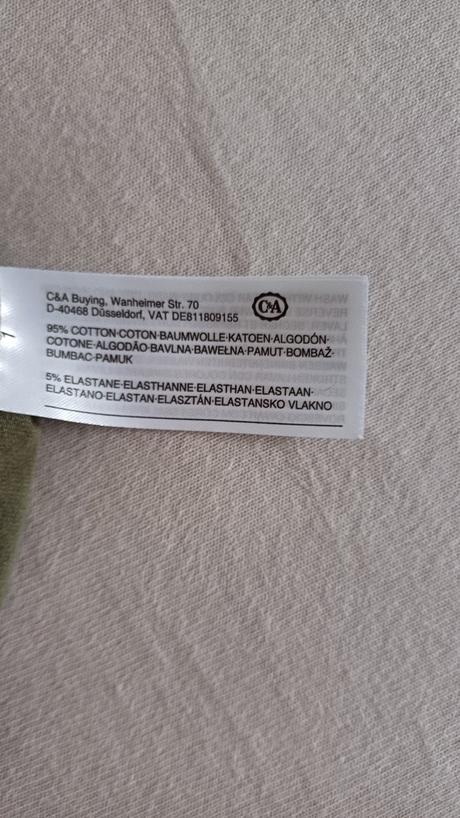 C&A Buying, Wanheimer Str. 70
D-40468 Düsseldorf, VAT DE811809155
C&A
95% COTTON·COTON·BAUMWOLLE·KATOEN·ALGODÓN·
COTONE·ALGODÃO·BAVLNA·BAWEŁNA·PAMUT·BOMBAŽ·
BUMBAC·PAMUK
5% ELASTANE·ELASTHANNE·ELASTHAN·ELASTAAN·
ELASTANO·ELASTAN·ELASZTÁN·ELASTANSKO VLAKNO